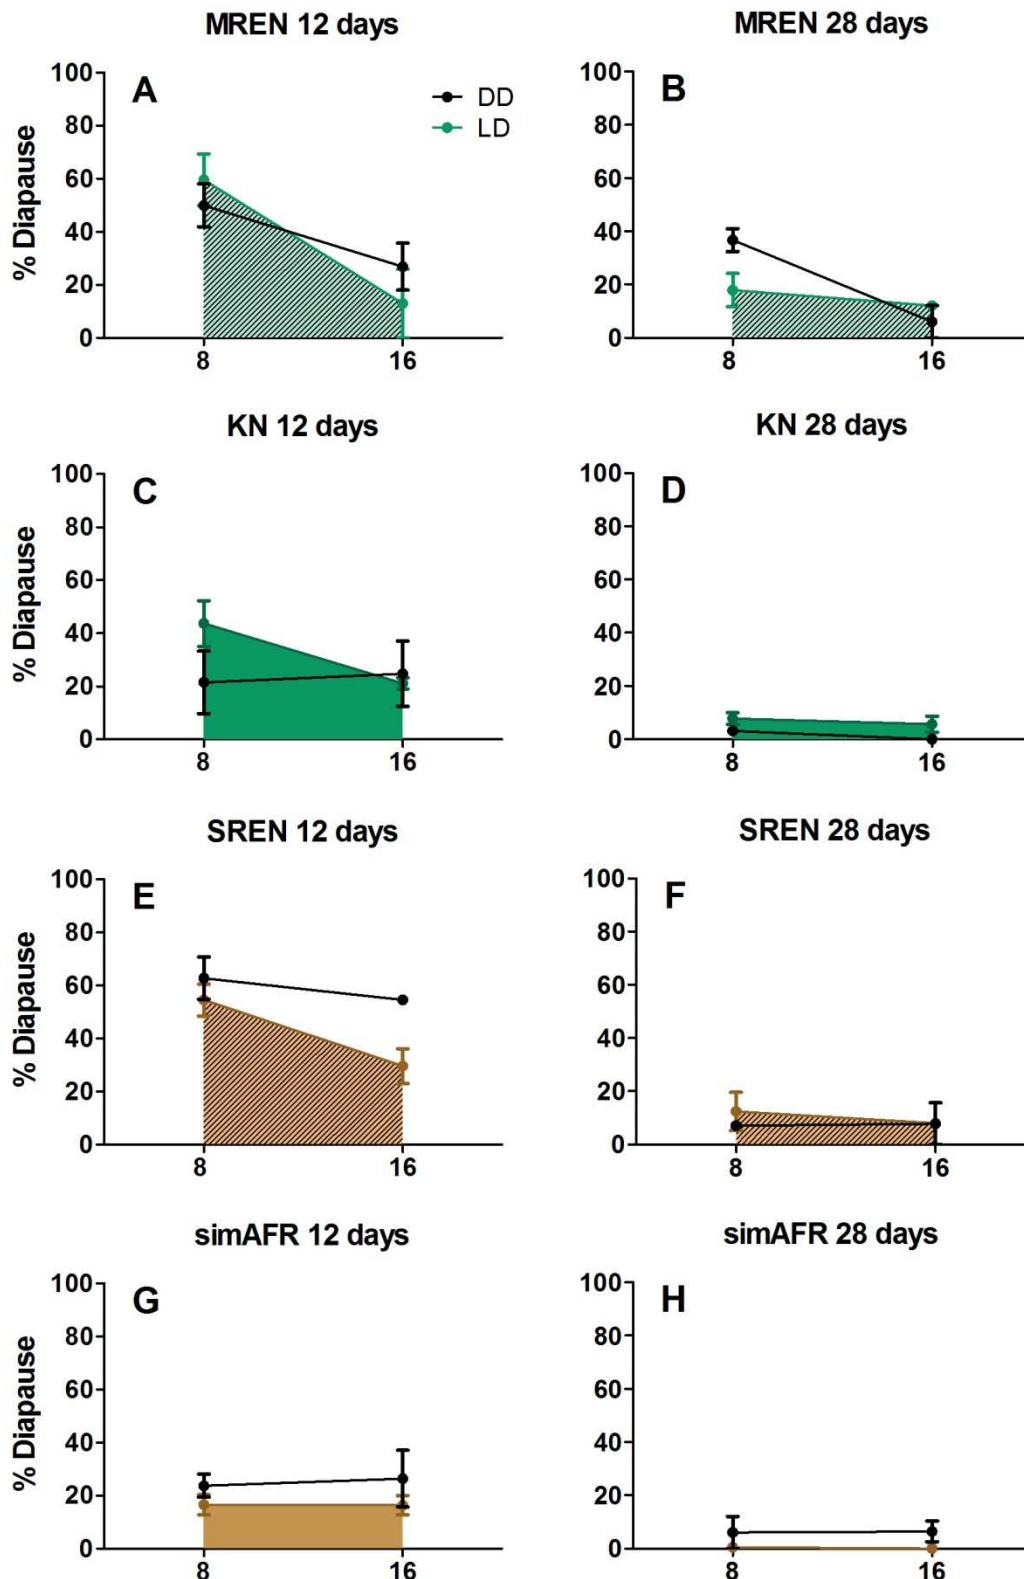 MREN 12 days
A
DD
LD
% Diapause
100
80
60
40
20
0
8
16
MREN 28 days
B
100
80
60
40
20
0
8
16
KN 12 days
C
% Diapause
100
80
60
40
20
0
8
16
KN 28 days
D
100
80
60
40
20
0
8
16
SREN 12 days
E
% Diapause
100
80
60
40
20
0
8
16
SREN 28 days
F
100
80
60
40
20
0
8
16
simAFR 12 days
G
% Diapause
100
80
60
40
20
0
8
16
simAFR 28 days
H
100
80
60
40
20
0
8
16